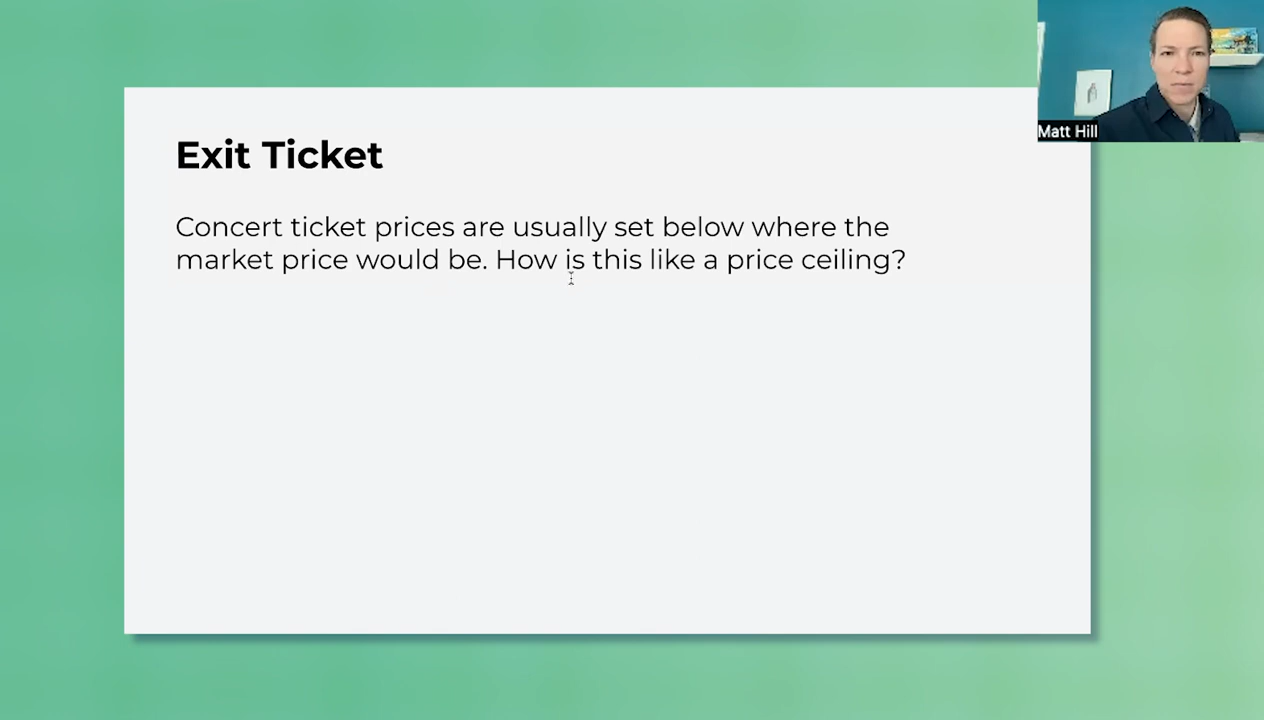 Matt Hill
Exit Ticket
Concert ticket prices are usually set below where the
market price would be. How is this like a price ceiling?